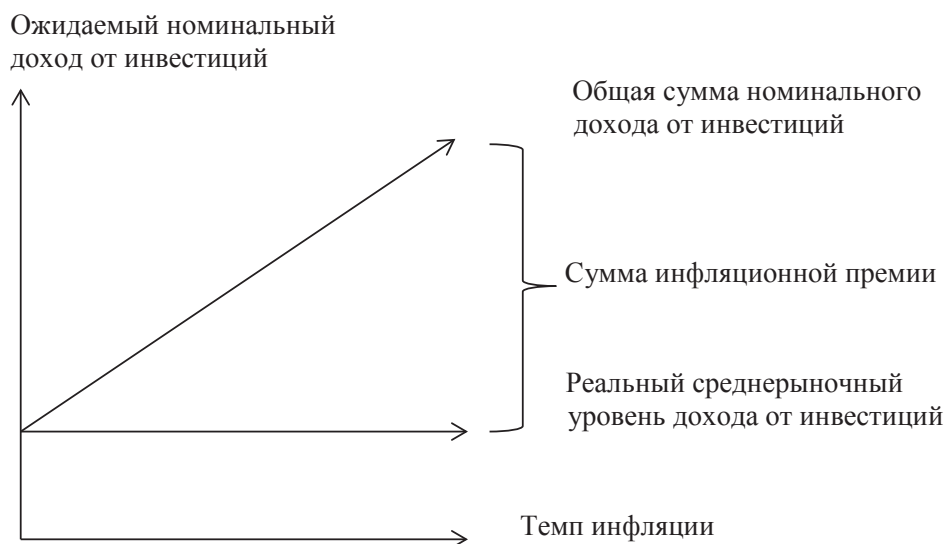 Ожидаемый номинальный
доход от инвестиций
Общая сумма номинального
дохода от инвестиций
Сумма инфляционной премии
Реальный среднерыночный
уровень дохода от инвестиций
Темп инфляции